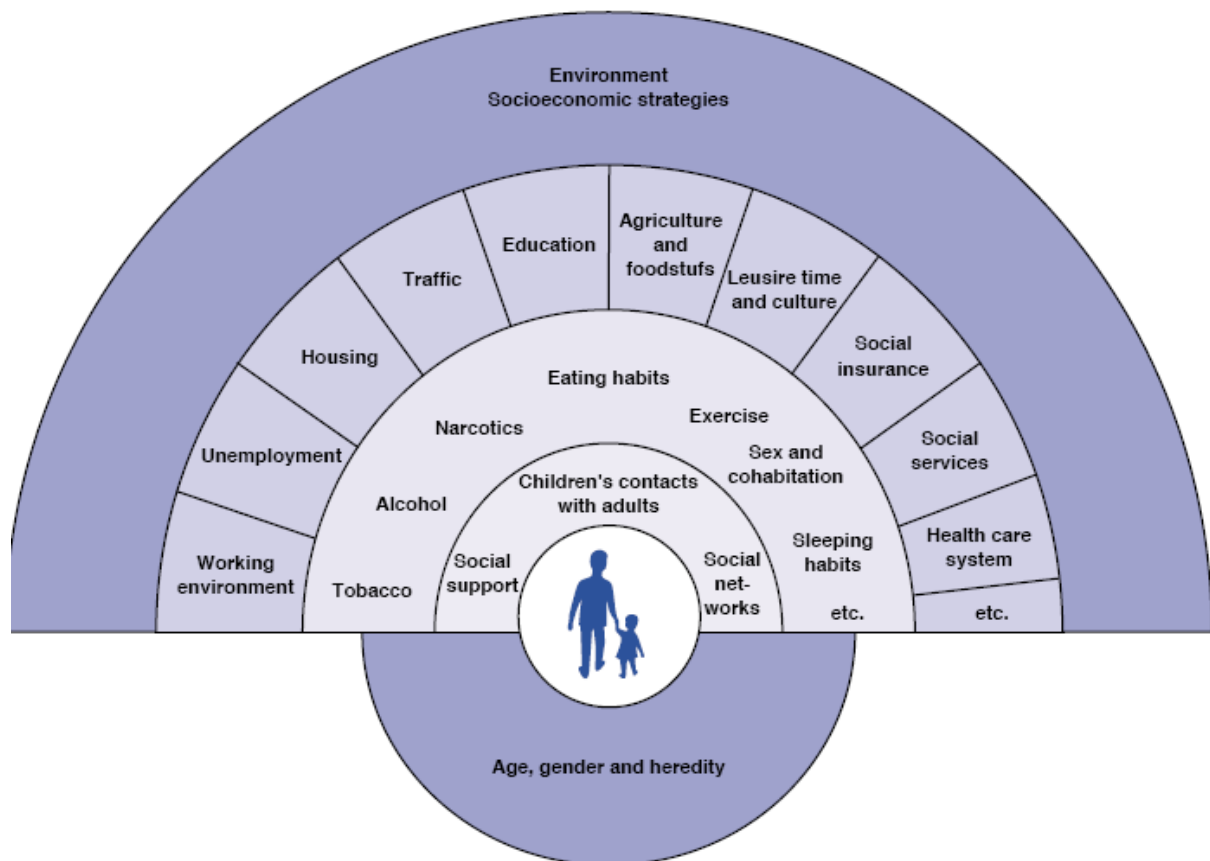 Environment
Socioeconomic strategies
Agriculture
and
foodstufs
Education
Traffic
Leusire time
and culture
Housing
Social
insurance
Unemployment
Social
services
Working
environment
Health care
system
etc.
Eating habits
Narcotics
Exercise
Sex and
cohabitation
Alcohol
Sleeping
habits
Tobacco
etc.
Children's contacts
with adults
Social
support
Social
net-
works
Age, gender and heredity